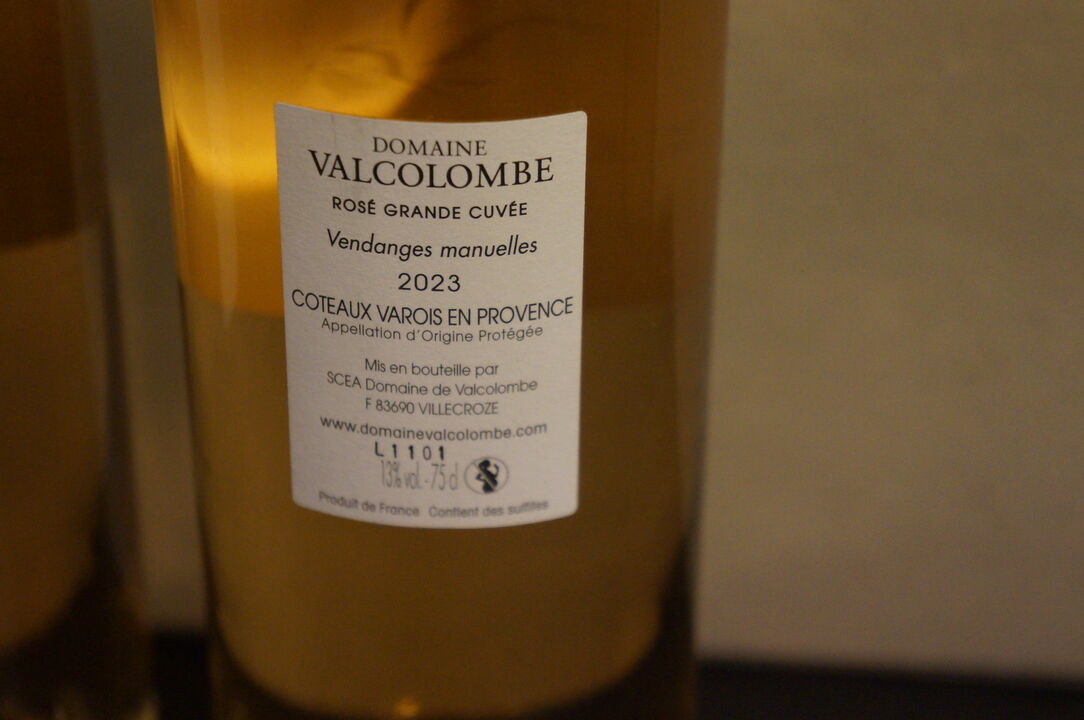 DOMAINE
VALCOLOMBE
ROSÉ GRANDE CUVÉE
Vendanges manuelles
2023
COTEAUX VAROIS EN PROVENCE
Appellation d'Origine Protégée
Mis en bouteille par
SCEA Domaine de Valcolombe
F 83690 VILLECROZE
www.domainevalcolombe.com
L1101
13% vol. - 75 cl
Produit de France Contient des sulfites